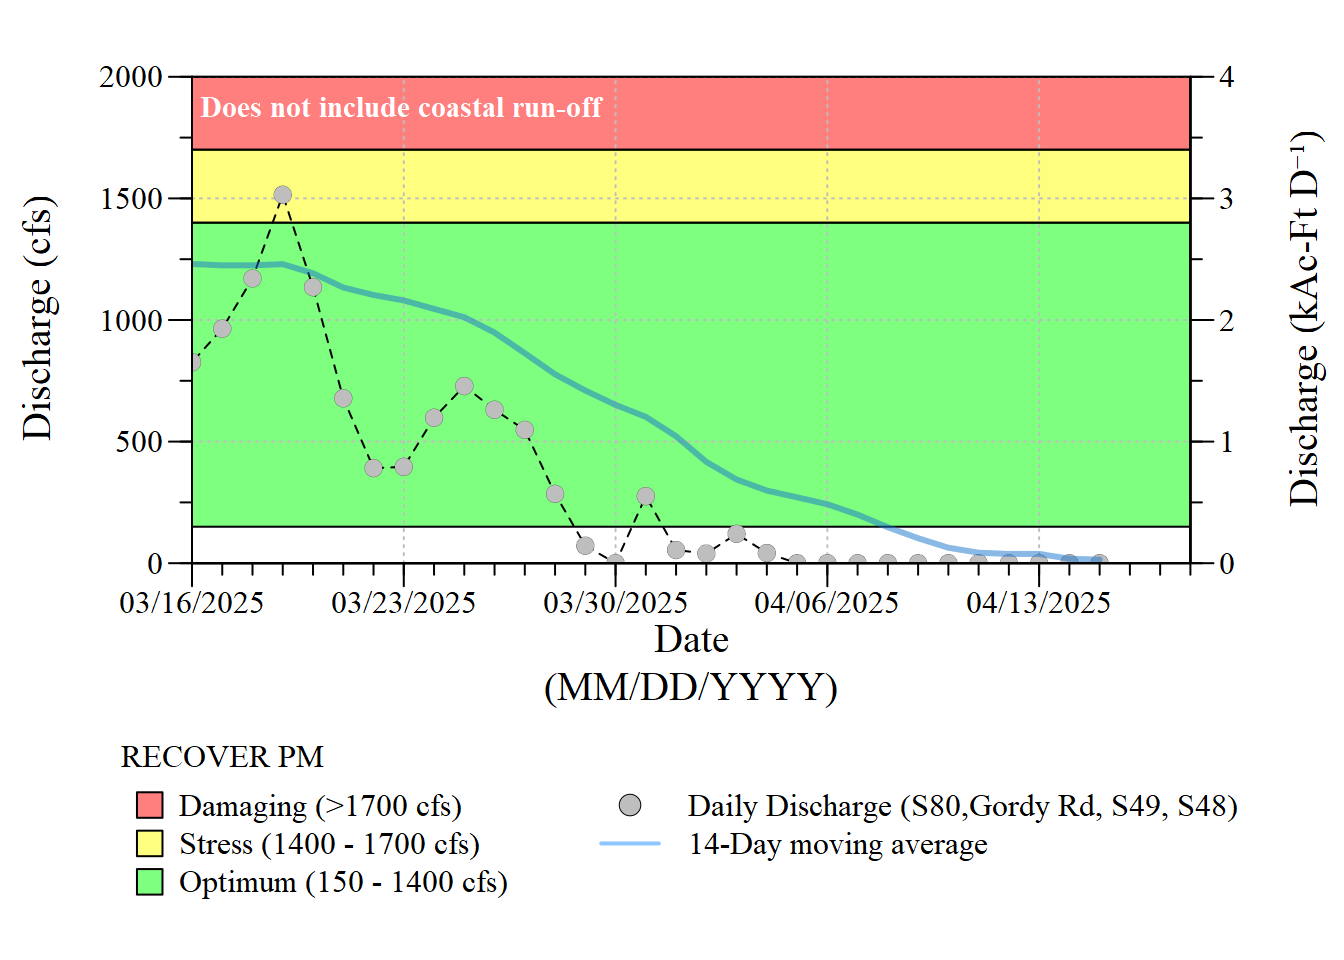 2000
1500
1000
500
0
Discharge (cfs)
Does not include coastal run-off
4
3
2
1
0
Discharge (kAc-Ft D⁻¹)
03/16/2025 03/23/2025 03/30/2025 04/06/2025 04/13/2025
Date
(MM/DD/YYYY)
RECOVER PM
Damaging (>1700 cfs)
Stress (1400 - 1700 cfs)
Optimum (150 - 1400 cfs)
Daily Discharge (S80,Gordy Rd, S49, S48)
14-Day moving average